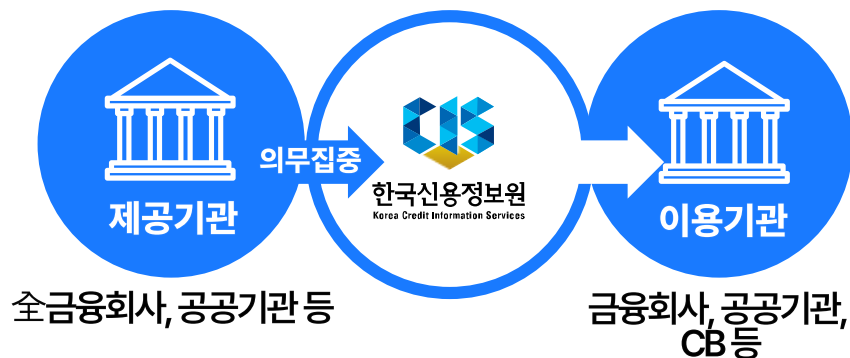 제공기관
의무집중
CIS
한국신용정보원
Korea Credit Information Services
이용기관
全금융회사, 공공기관 등
금융회사, 공공기관,
CB 등